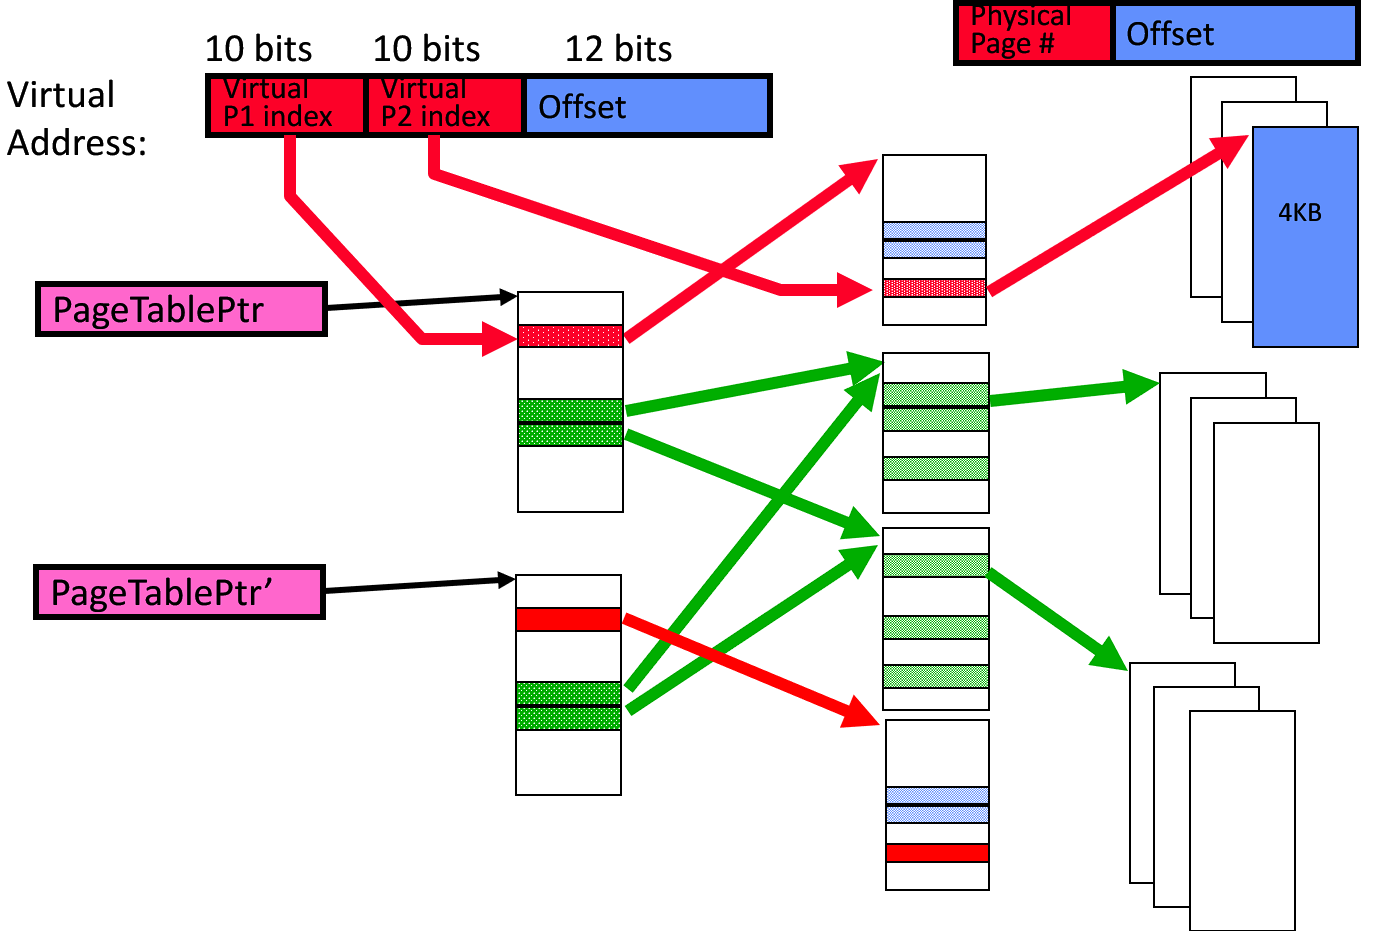 10 bits 10 bits 12 bits
Physical
Page #
Offset
Virtual
Address:
Virtual
P1 index
Virtual
P2 index
Offset
4KB
PageTablePtr
PageTablePtr’